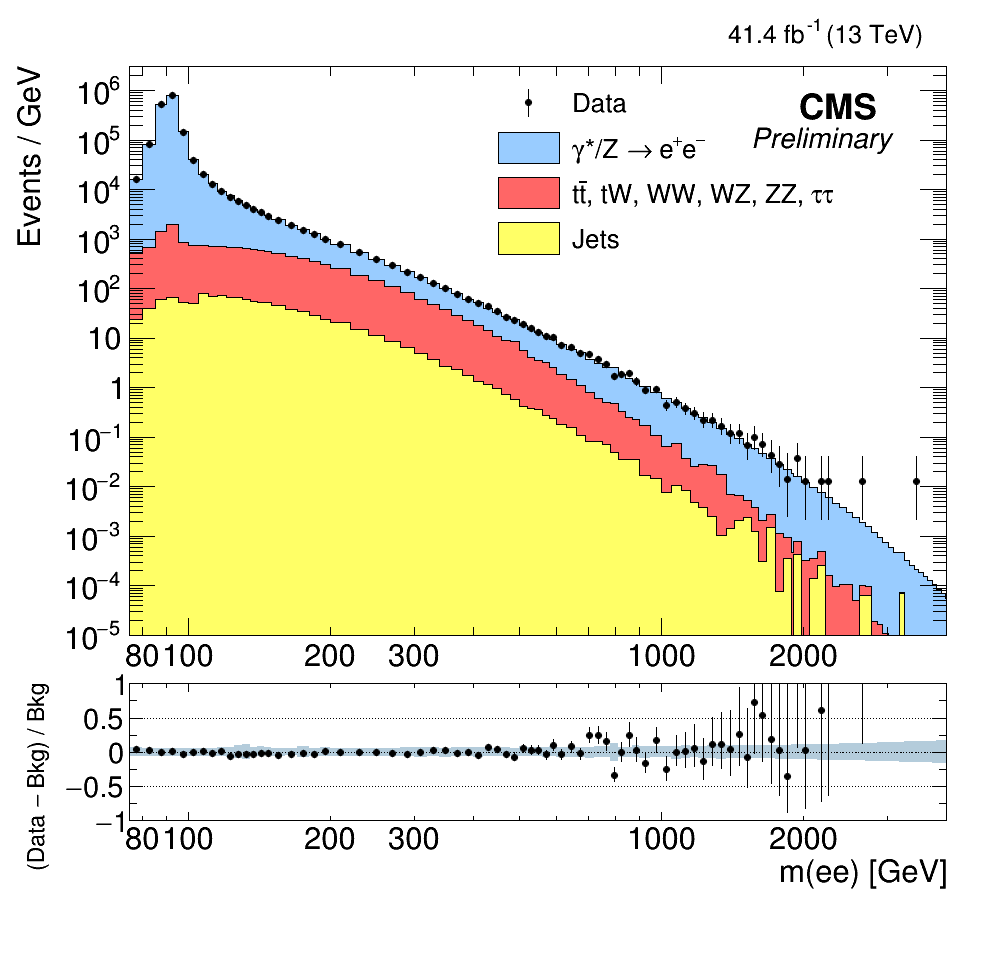 41.4 fb⁻¹ (13 TeV)
Events / GeV
10⁶
10⁵
10⁴
10³
10²
10
1
10⁻¹
10⁻²
10⁻³
10⁻⁴
10⁻⁵
Data
γ*/Z → e⁺e⁻
tt̄, tW, WW, WZ, ZZ, ττ
Jets
CMS
Preliminary
80 100 200 300 1000 2000
(Data − Bkg) / Bkg
1
0.5
0
−0.5
−1
80 100 200 300 1000 2000
m(ee) [GeV]